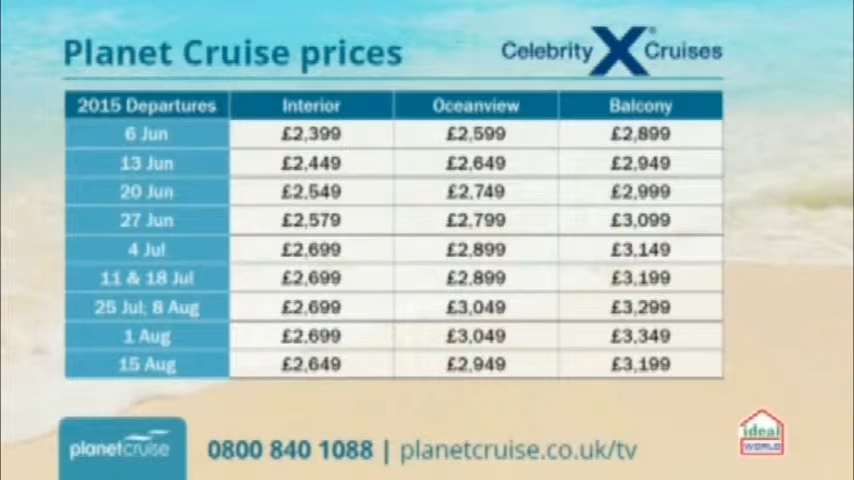 Planet Cruise prices
Celebrity X Cruises
2015 Departures Interior Oceanview Balcony
6 Jun £2,399 £2,599 £2,899
13 Jun £2,449 £2,649 £2,949
20 Jun £2,549 £2,749 £2,999
27 Jun £2,579 £2,799 £3,099
4 Jul £2,699 £2,899 £3,149
11 & 18 Jul £2,699 £2,899 £3,199
25 Jul; 8 Aug £2,699 £3,049 £3,299
1 Aug £2,699 £3,049 £3,349
15 Aug £2,649 £2,949 £3,199
planetcruise
0800 840 1088 | planetcruise.co.uk/tv
ideal
WORLD